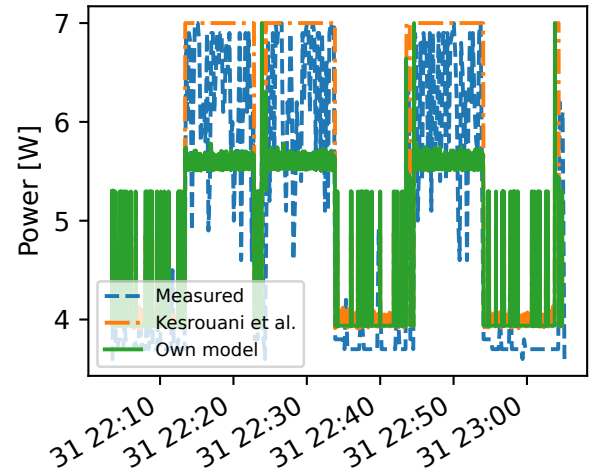 7
6
5
4
Power [W]
Measured
Kesrouani et al.
Own model
31 22:10
31 22:20
31 22:30
31 22:40
31 22:50
31 23:00